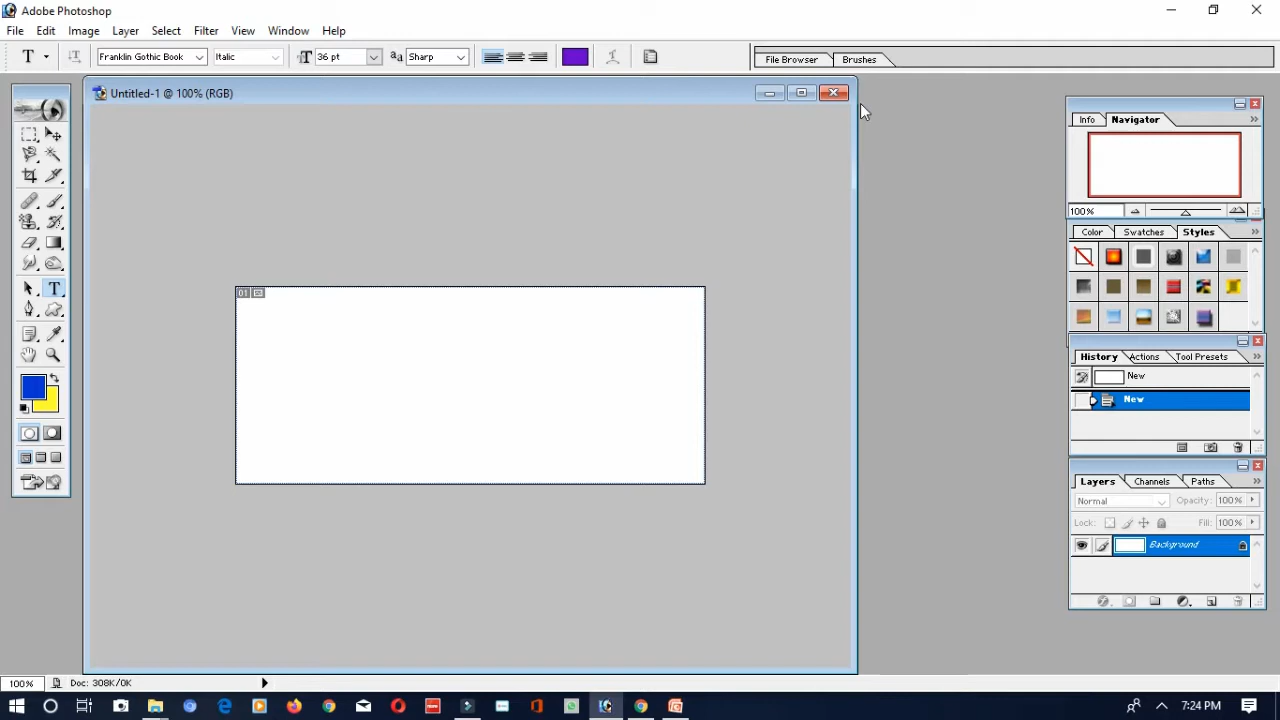 Adobe Photoshop
File Edit Image Layer Select Filter View Window Help
T T Franklin Gothic Book Italic T 36 pt aa Sharp File Browser Brushes
Untitled-1 @ 100% (RGB)
Info Navigator
100%
Color Swatches Styles
01
T
History Actions Tool Presets
New
New
Layers Channels Paths
Normal Opacity: 100%
Lock: Fill: 100%
Background
100% Doc: 308K/0K
7:24 PM